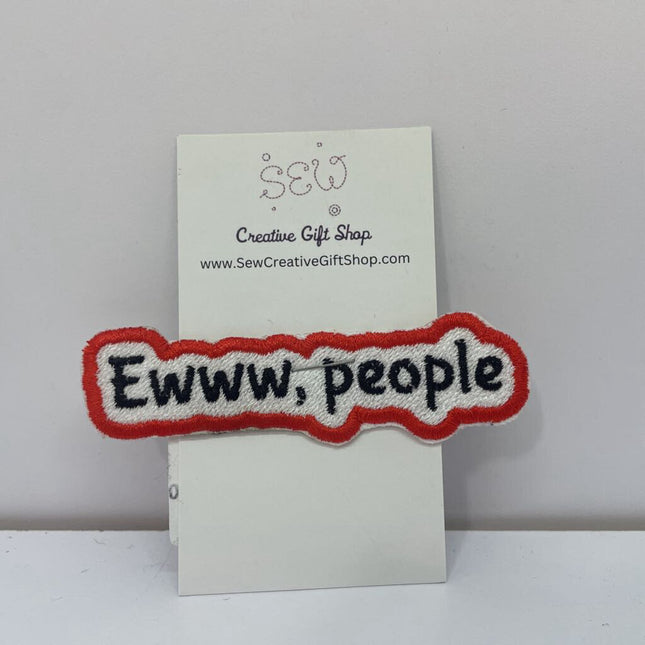 SEW
Creative Gift Shop
www.SewCreativeGiftShop.com
Ewww, people